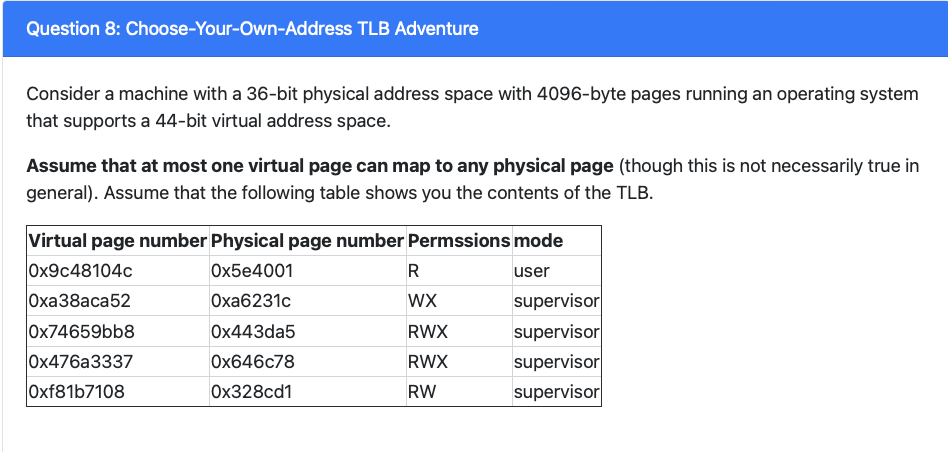 Question 8: Choose-Your-Own-Address TLB Adventure
Consider a machine with a 36-bit physical address space with 4096-byte pages running an operating system
that supports a 44-bit virtual address space.
Assume that at most one virtual page can map to any physical page (though this is not necessarily true in
general). Assume that the following table shows you the contents of the TLB.
Virtual page number Physical page number Permssions mode
0x9c48104c 0x5e4001 R user
0xa38aca52 0xa6231c WX supervisor
0x74659bb8 0x443da5 RWX supervisor
0x476a3337 0x646c78 RWX supervisor
0xf81b7108 0x328cd1 RW supervisor